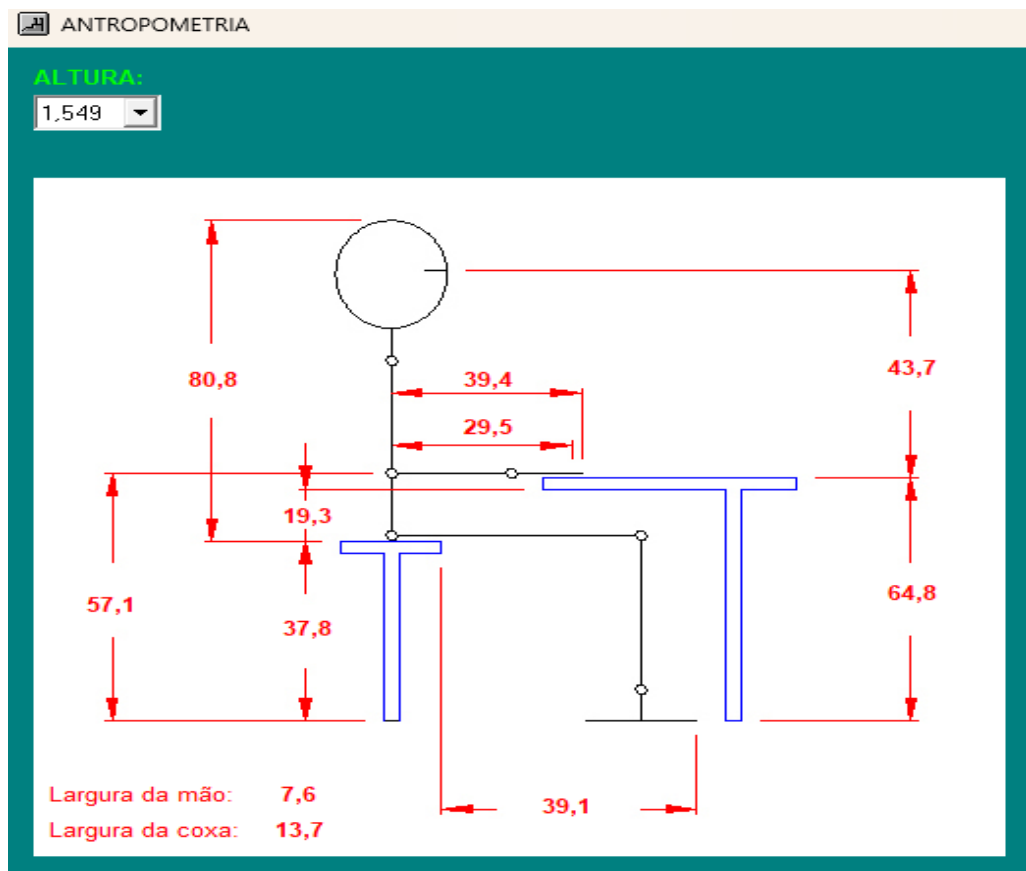 ANTROPOMETRIA
ALTURA:
1,549
80,8
39,4
43,7
29,5
19,3
57,1
64,8
37,8
Largura da mão: 7,6
39,1
Largura da coxa: 13,7